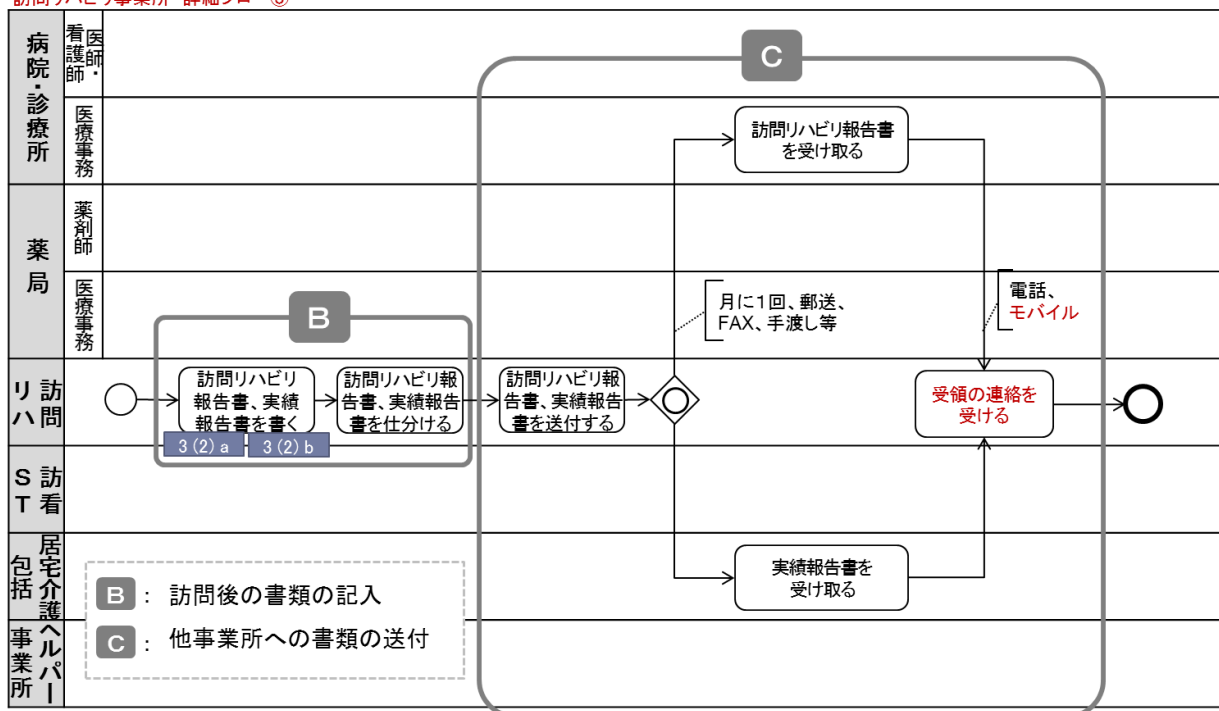 病院・診療所
医師・
看護師
医療事務
薬局
薬剤師
医療事務
訪問
リハ
訪看
ST
居宅介護
包括
ヘルパー
事業所
C
訪問リハビリ報告書
を受け取る
月に1回、郵送、
FAX、手渡し等
電話、
モバイル
B
訪問リハビリ
報告書、実績
報告書を書く
3(2)a
3(2)b
訪問リハビリ報
告書、実績報告
書を仕分ける
訪問リハビリ報
告書、実績報告
書を送付する
受領の連絡を
受ける
実績報告書を
受け取る
B : 訪問後の書類の記入
C : 他事業所への書類の送付